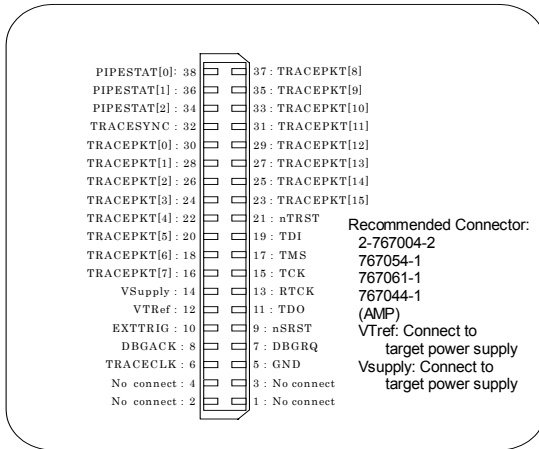 PIPESTAT[0]: 38 37 : TRACEPKT[8]
PIPESTAT[1] : 36 35 : TRACEPKT[9]
PIPESTAT[2] : 34 33 : TRACEPKT[10]
TRACESYNC : 32 31 : TRACEPKT[11]
TRACEPKT[0] : 30 29 : TRACEPKT[12]
TRACEPKT[1] : 28 27 : TRACEPKT[13]
TRACEPKT[2] : 26 25 : TRACEPKT[14]
TRACEPKT[3] : 24 23 : TRACEPKT[15]
TRACEPKT[4] : 22 21 : nTRST
TRACEPKT[5] : 20 19 : TDI
TRACEPKT[6] : 18 17 : TMS
TRACEPKT[7] : 16 15 : TCK
VSupply : 14 13 : RTCK
VTRef : 12 11 : TDO
EXTTRIG : 10 9 : nSRST
DBGACK : 8 7 : DBGRQ
TRACECLK : 6 5 : GND
No connect : 4 3 : No connect
No connect : 2 1 : No connect
Recommended Connector:
2-767004-2
767054-1
767061-1
767044-1
(AMP)
VTref: Connect to
target power supply
Vsupply: Connect to
target power supply